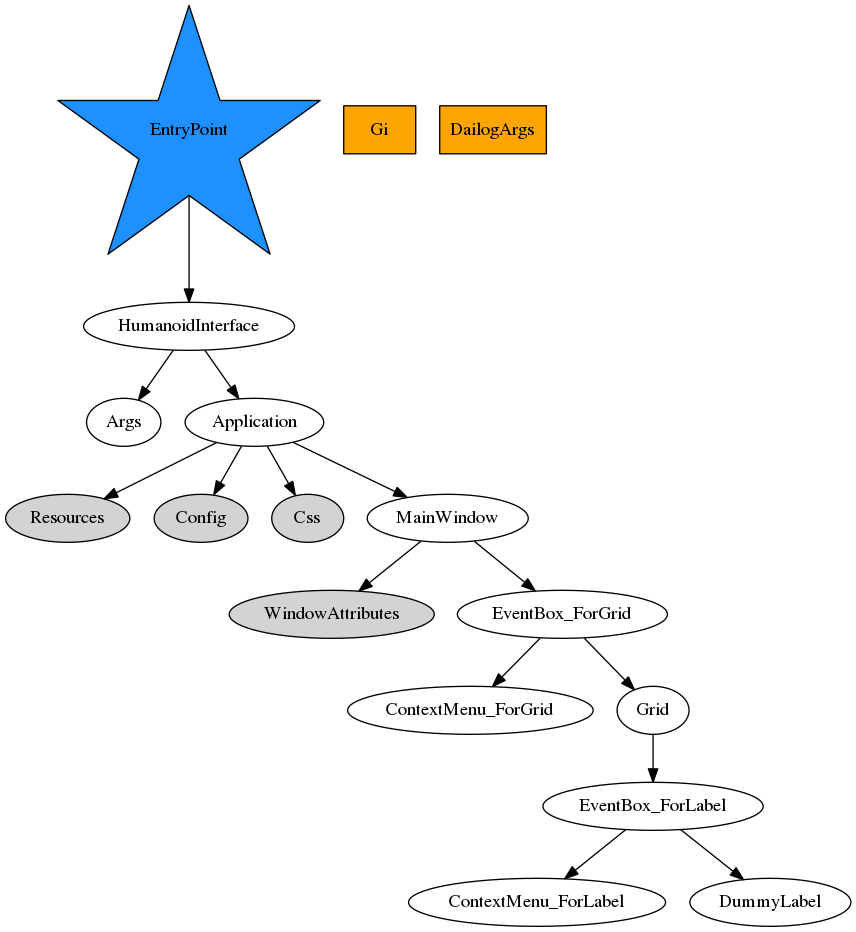 EntryPoint
Gi
DailogArgs
HumanoidInterface
Args
Application
Resources
Config
Css
MainWindow
WindowAttributes
EventBox_ForGrid
ContextMenu_ForGrid
Grid
EventBox_ForLabel
ContextMenu_ForLabel
DummyLabel